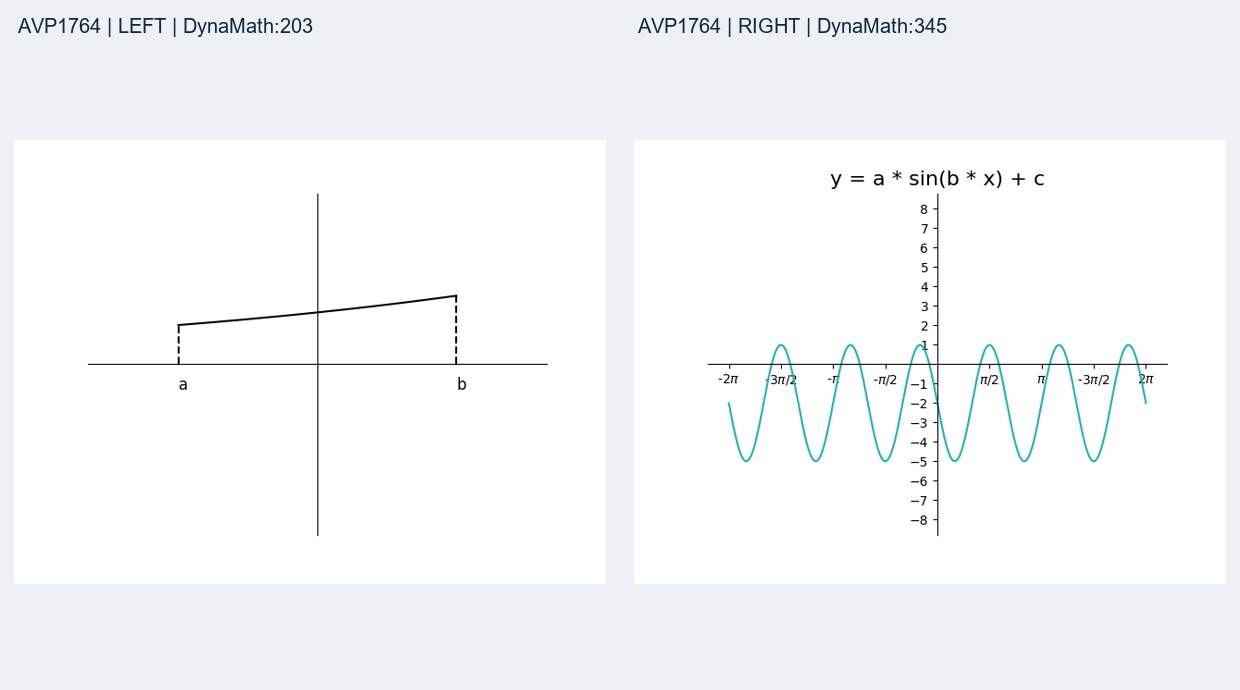 AVP1764 | LEFT | DynaMath:203
AVP1764 | RIGHT | DynaMath:345
a
b
y = a * sin(b * x) + c
8
7
6
5
4
3
2
1
-2π
-3π/2
-π
-π/2
π/2
π
-3π/2
2π
−1
−2
−3
−4
−5
−6
−7
−8